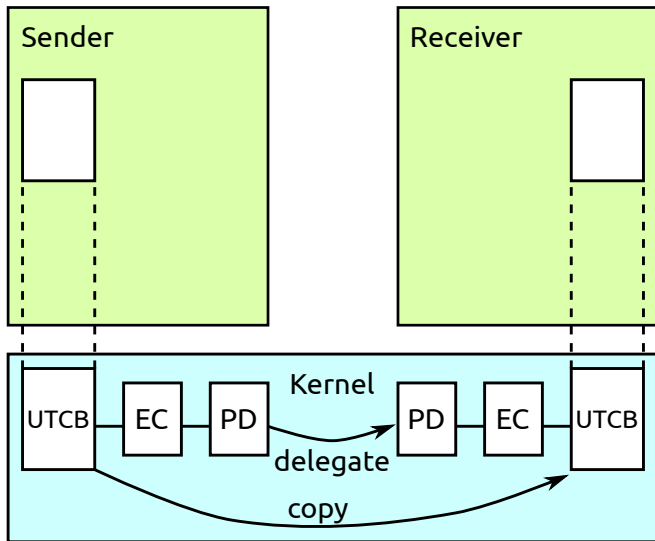 Sender
Receiver
Kernel
UTCB
EC
PD
PD
EC
UTCB
delegate
copy